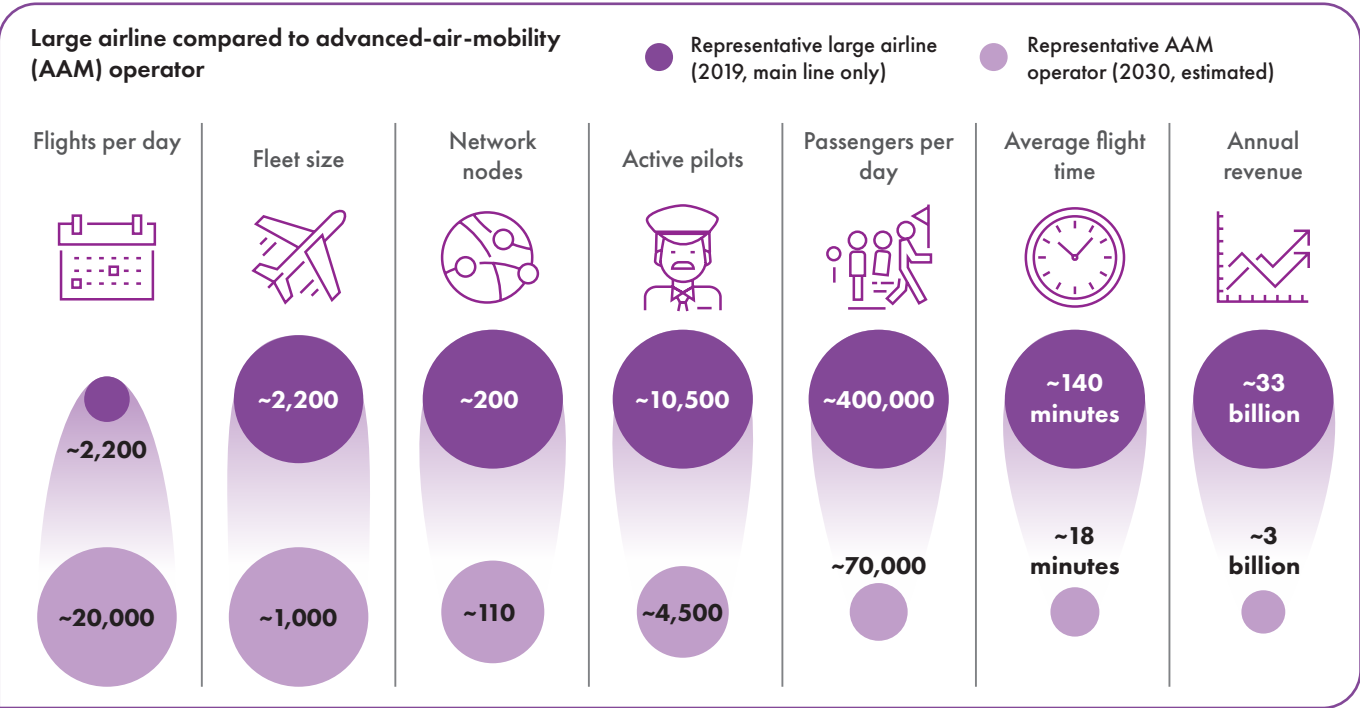 Large airline compared to advanced-air-mobility
(AAM) operator
Representative large airline
(2019, main line only)
Representative AAM
operator (2030, estimated)
Flights per day
~2,200
~20,000
Fleet size
~2,200
~1,000
Network
nodes
~200
~110
Active pilots
~10,500
~4,500
Passengers per
day
~400,000
~70,000
Average flight
time
~140
minutes
~18
minutes
Annual
revenue
~33
billion
~3
billion